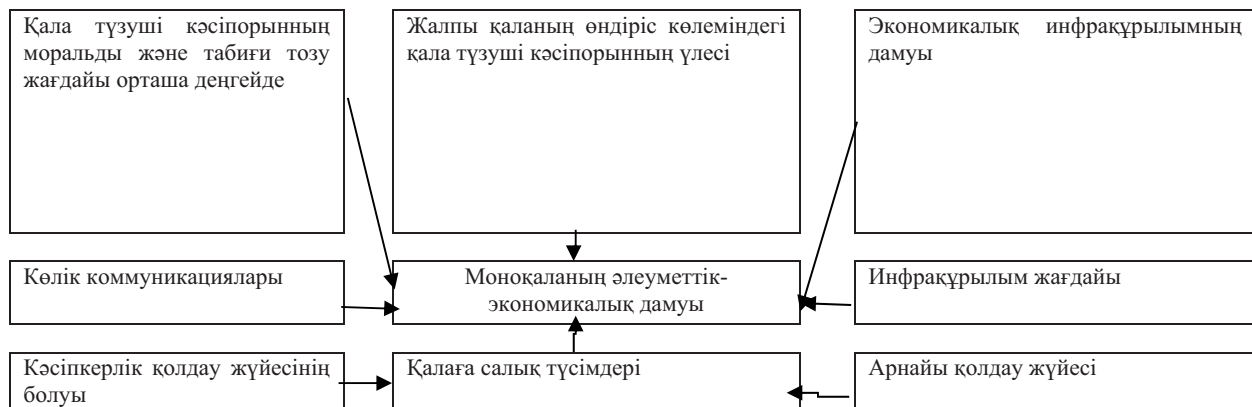 Қала түзуші кәсіпорынның
моральды және табиғи тозу
жағдайы орташа деңгейде
Жалпы қаланың өндіріс көлеміндегі
қала түзуші кәсіпорынның үлесі
Экономикалық инфрақұрылымның
дамуы
Көлік коммуникациялары
Моноқаланың әлеуметтік-
экономикалық дамуы
Инфрақұрылым жағдайы
Кәсіпкерлік қолдау жүйесінің
болуы
Қалаға салық түсімдері
Арнайы қолдау жүйесі